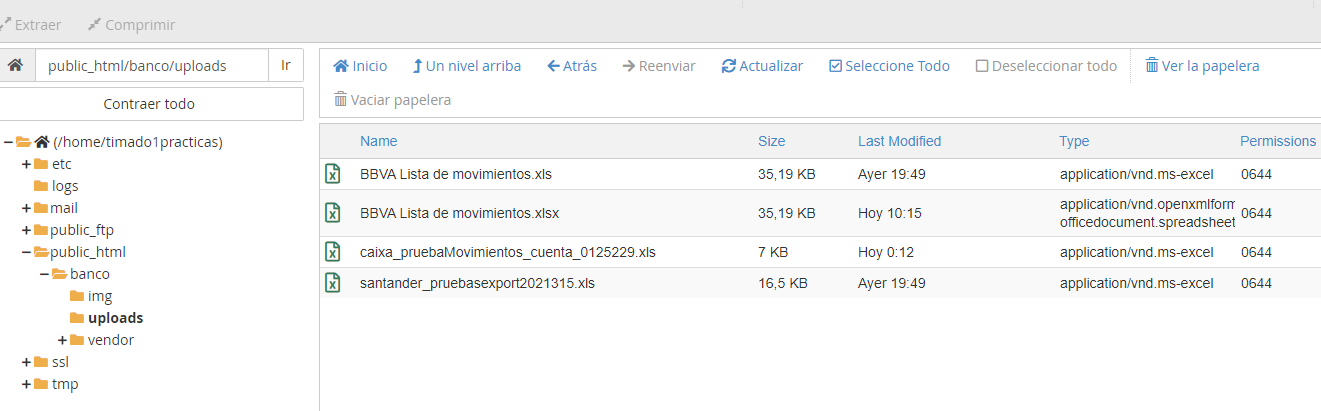 Extraer Comprimir
public_html/banco/uploads Ir
Contraer todo
(/home/timado1practicas)
etc
logs
mail
public_ftp
public_html
banco
img
uploads
vendor
ssl
tmp
Inicio Un nivel arriba Atrás Reenviar Actualizar Seleccione Todo Deseleccionar todo Ver la papelera
Vaciar papelera
Name Size Last Modified Type Permissions
BBVA Lista de movimientos.xls 35,19 KB Ayer 19:49 application/vnd.ms-excel 0644
BBVA Lista de movimientos.xlsx 35,19 KB Hoy 10:15 application/vnd.openxmlform
officedocument.spreadsheet 0644
caixa_pruebaMovimientos_cuenta_0125229.xls 7 KB Hoy 0:12 application/vnd.ms-excel 0644
santander_pruebasexport2021315.xls 16,5 KB Ayer 19:49 application/vnd.ms-excel 0644